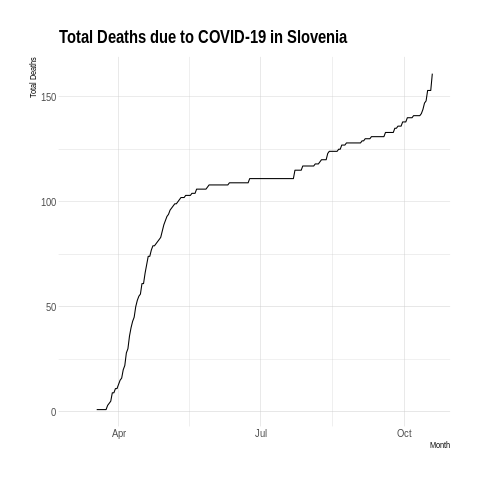 Total Deaths due to COVID-19 in Slovenia
Total Deaths
150
100
50
0
Apr
Jul
Oct
Month